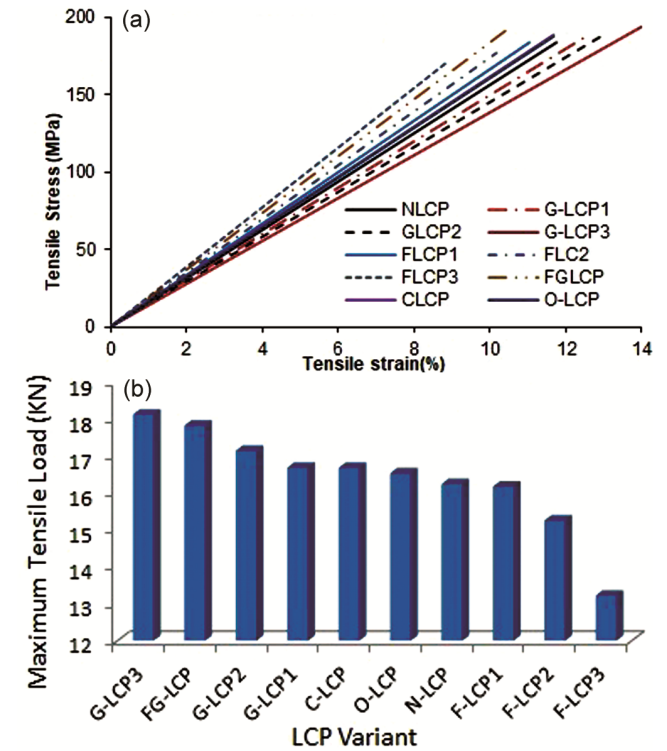 (a)
200
150
100
50
0
Tensile Stress (MPa)
NLCP
G-LCP1
GLCP2
G-LCP3
FLCP1
FLC2
FLCP3
FGLCP
CLCP
O-LCP
0 2 4 6 8 10 12 14
Tensile strain(%)
(b)
19
18
17
16
15
14
13
12
Maximum Tensile Load (KN)
G-LCP3
FG-LCP
G-LCP2
G-LCP1
C-LCP
O-LCP
N-LCP
F-LCP1
F-LCP2
F-LCP3
LCP Variant